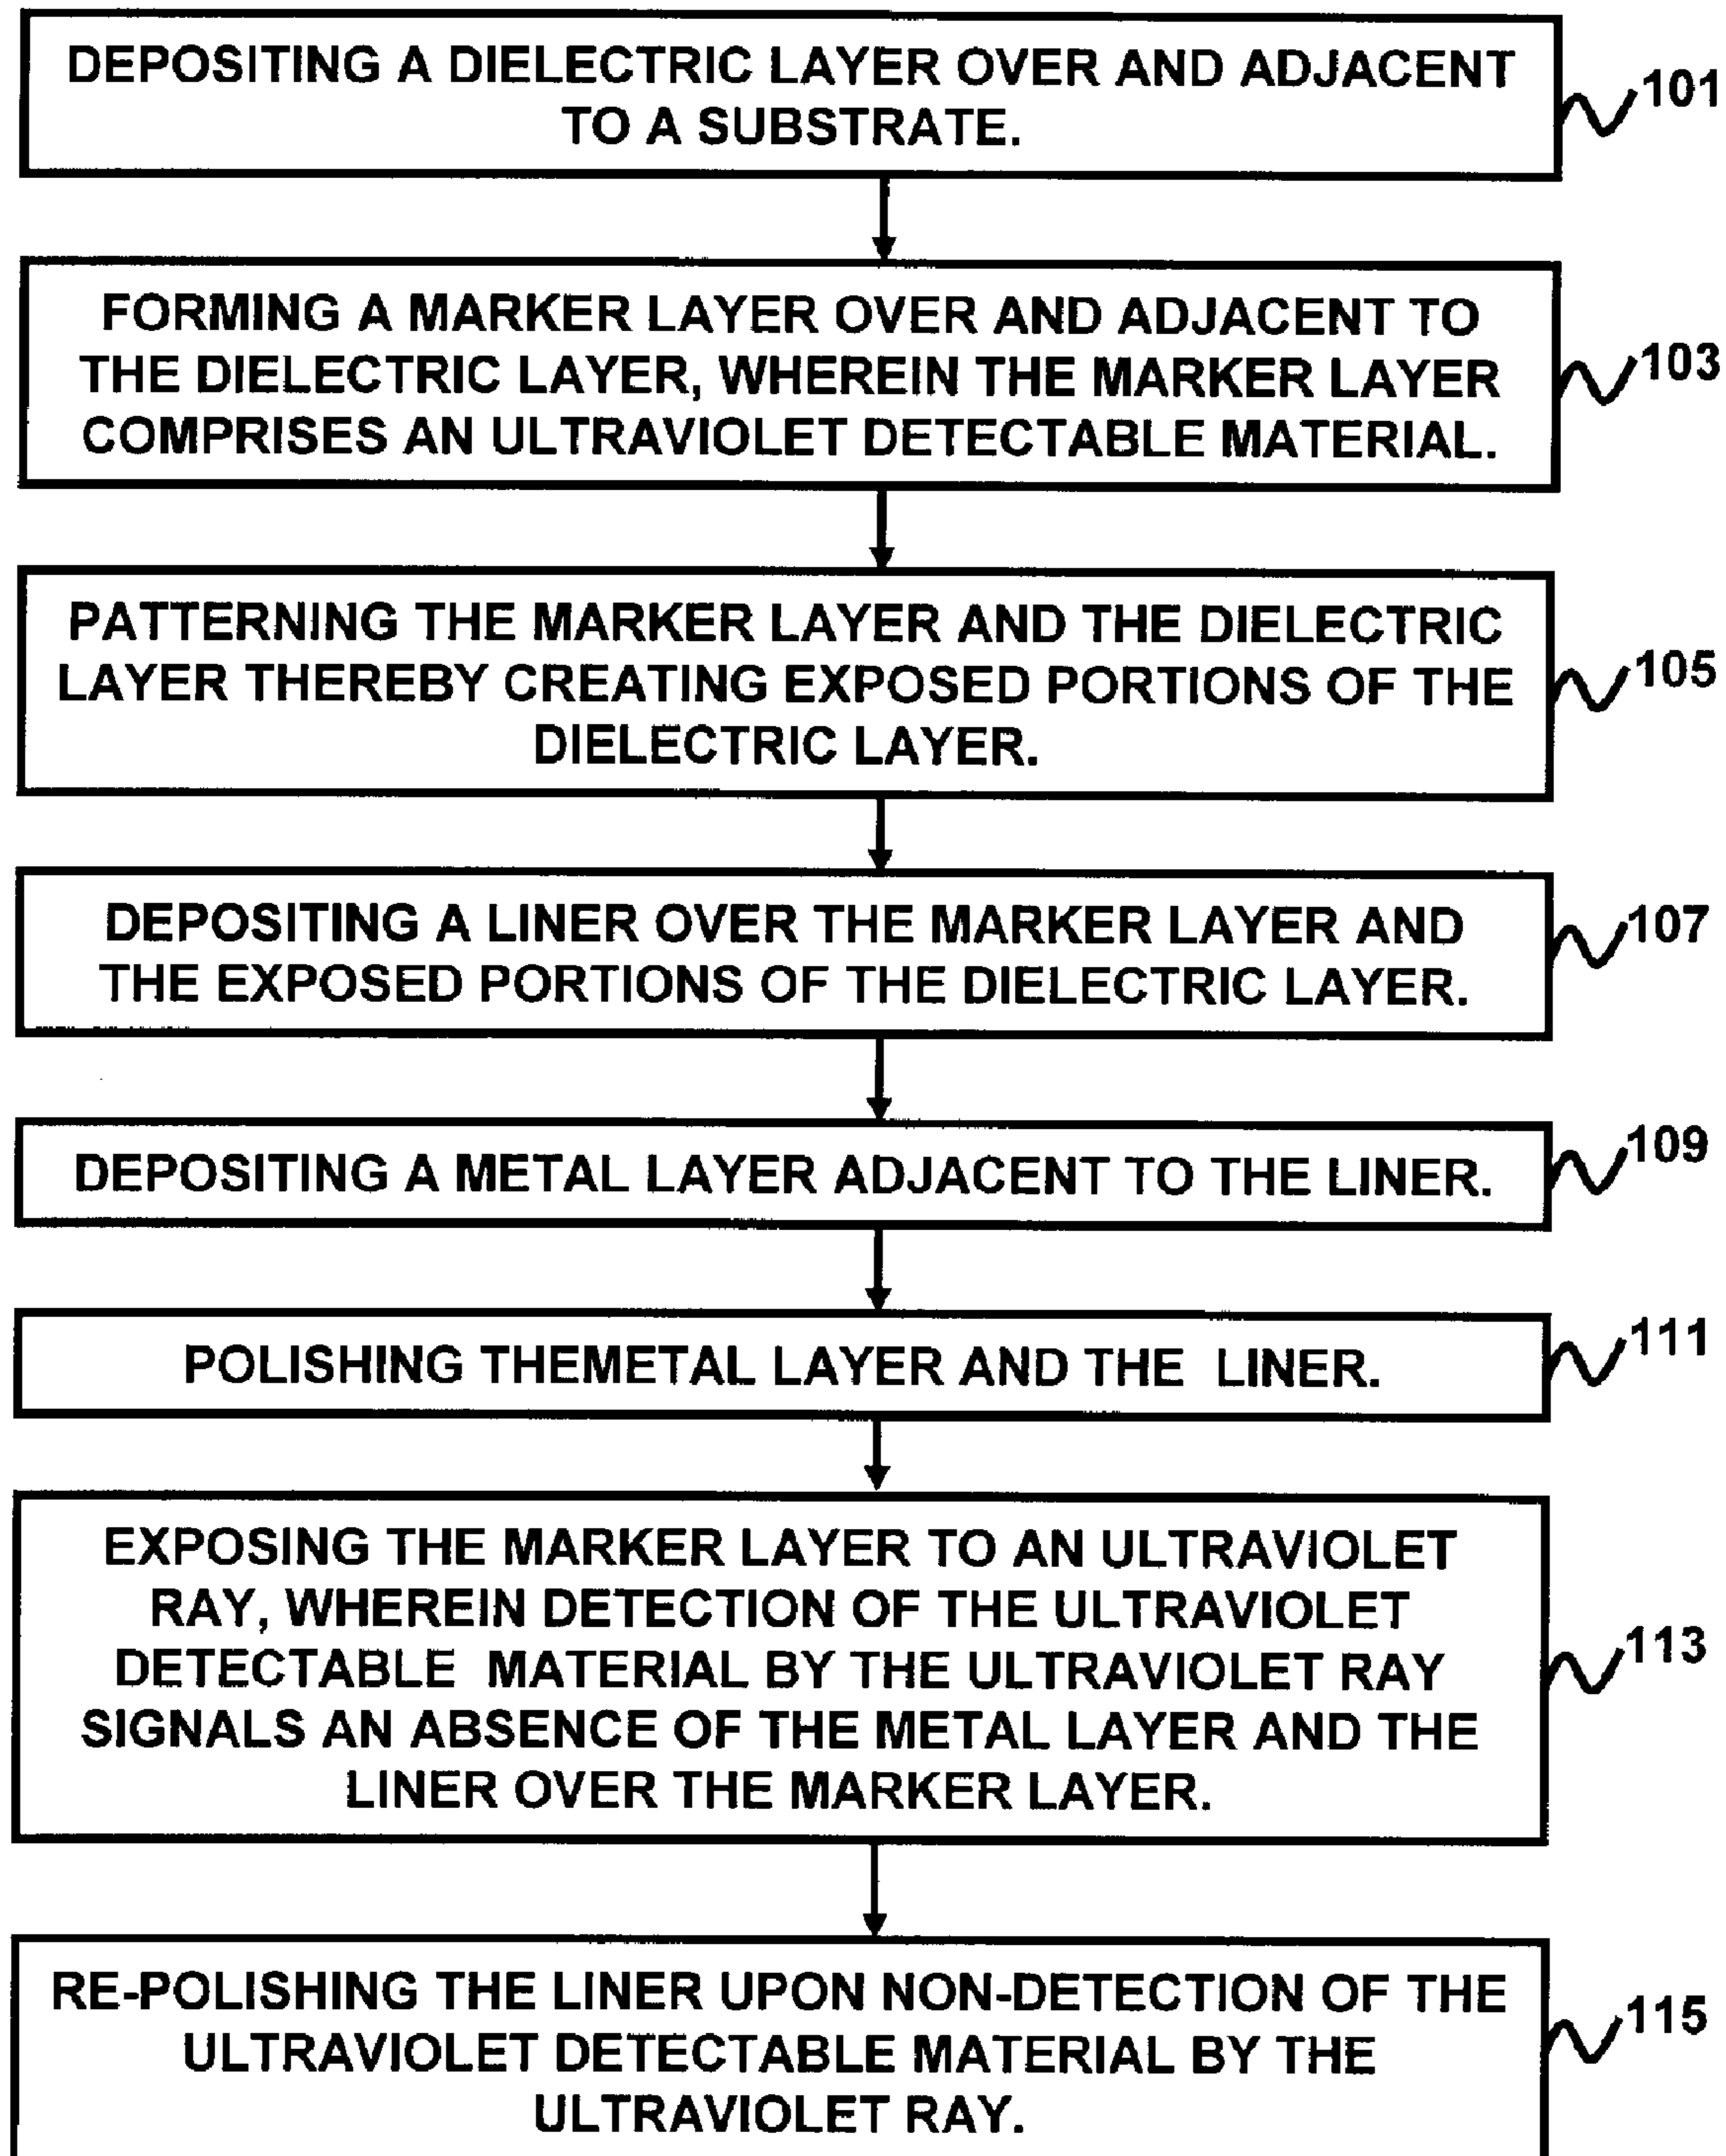 DEPOSITING A DIELECTRIC LAYER OVER AND ADJACENT
TO A SUBSTRATE.
101
FORMING A MARKER LAYER OVER AND ADJACENT TO
THE DIELECTRIC LAYER, WHEREIN THE MARKER LAYER
COMPRISES AN ULTRAVIOLET DETECTABLE MATERIAL.
103
PATTERNING THE MARKER LAYER AND THE DIELECTRIC
LAYER THEREBY CREATING EXPOSED PORTIONS OF THE
DIELECTRIC LAYER.
105
DEPOSITING A LINER OVER THE MARKER LAYER AND
THE EXPOSED PORTIONS OF THE DIELECTRIC LAYER.
107
DEPOSITING A METAL LAYER ADJACENT TO THE LINER.
109
POLISHING THEMETAL LAYER AND THE LINER.
111
EXPOSING THE MARKER LAYER TO AN ULTRAVIOLET
RAY, WHEREIN DETECTION OF THE ULTRAVIOLET
DETECTABLE MATERIAL BY THE ULTRAVIOLET RAY
SIGNALS AN ABSENCE OF THE METAL LAYER AND THE
LINER OVER THE MARKER LAYER.
113
RE-POLISHING THE LINER UPON NON-DETECTION OF THE
ULTRAVIOLET DETECTABLE MATERIAL BY THE
ULTRAVIOLET RAY.
115